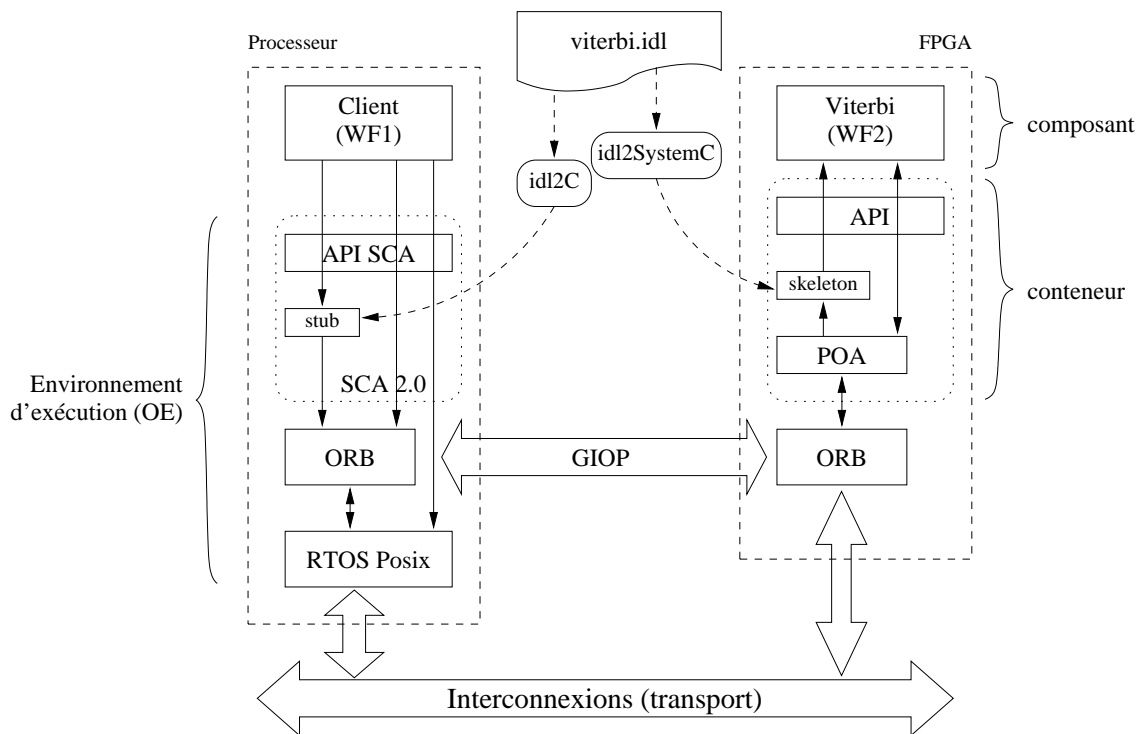 Processeur
viterbi.idl
FPGA
Client
(WF1)
Viterbi
(WF2)
composant
idl2SystemC
idl2C
API SCA
API
skeleton
conteneur
stub
POA
SCA 2.0
Environnement
d'exécution (OE)
ORB
GIOP
ORB
RTOS Posix
Interconnexions (transport)